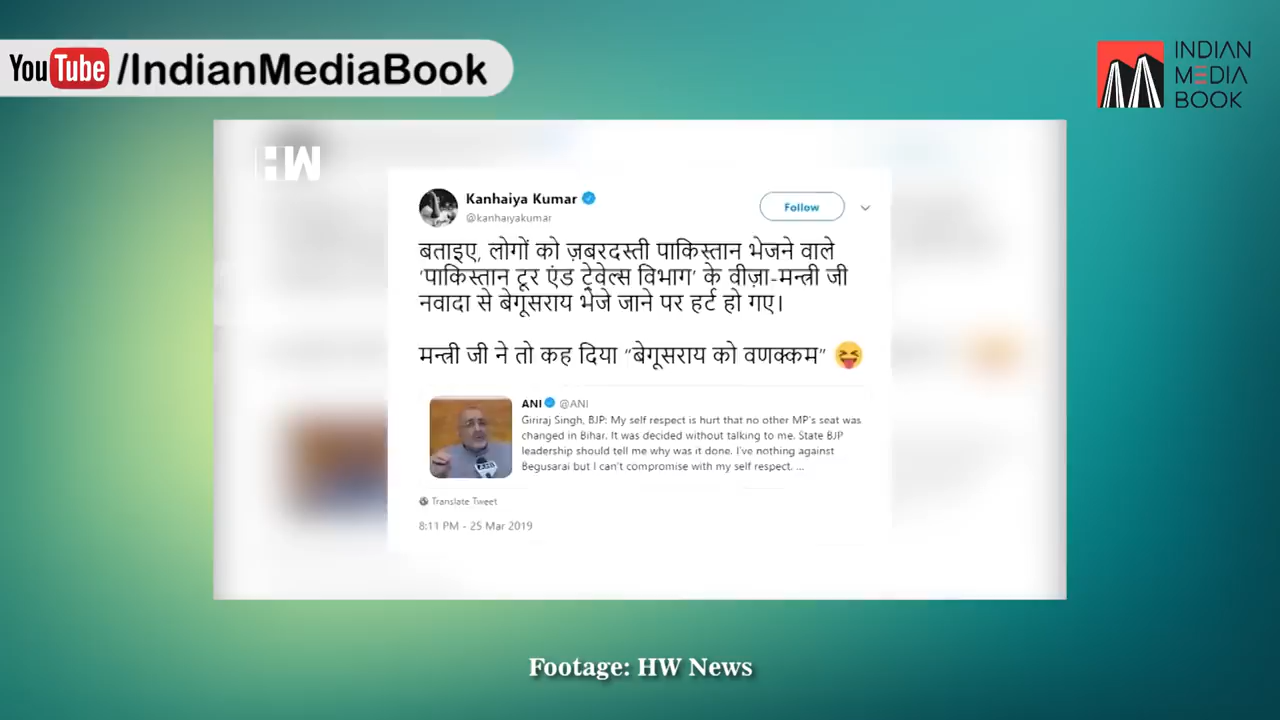 YouTube /IndianMediaBook
INDIAN
MEDIA
BOOK
HW
Kanhaiya Kumar
@kanhaiyakumar
Follow
बताइए, लोगों को ज़बरदस्ती पाकिस्तान भेजने वाले
'पाकिस्तान टूर एंड ट्रेवेल्स विभाग' के वीज़ा-मन्त्री जी
नवादा से बेगूसराय भेजे जाने पर हर्ट हो गए।
मन्त्री जी ने तो कह दिया "बेगूसराय को वणक्कम" 😝
ANI @ANI
Giriraj Singh, BJP: My self respect is hurt that no other MP's seat was
changed in Bihar. It was decided without talking to me. State BJP
leadership should tell me why was it done. I've nothing against
Begusarai but I can't compromise with my self respect. ...
Translate Tweet
8:11 PM - 25 Mar 2019
Footage: HW News